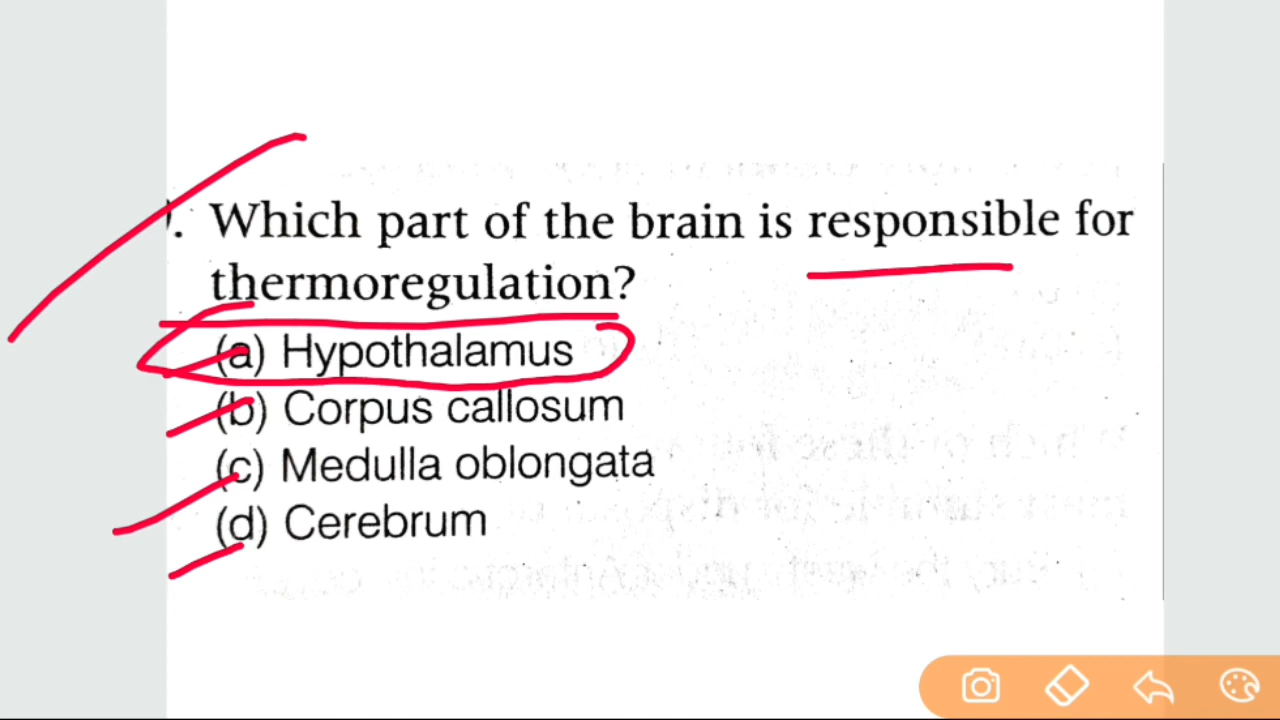 . Which part of the brain is responsible for
thermoregulation?
(a) Hypothalamus
(b) Corpus callosum
(c) Medulla oblongata
(d) Cerebrum